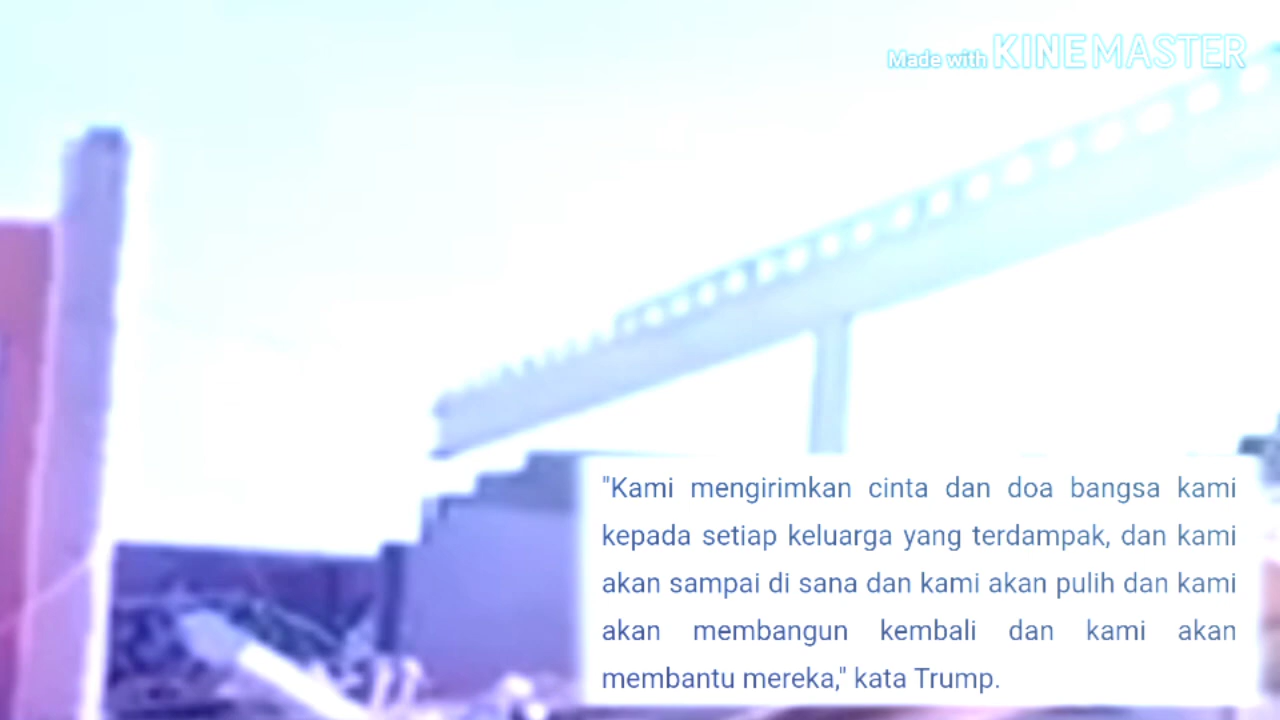 Made with KINEMASTER
"Kami mengirimkan cinta dan doa bangsa kami
kepada setiap keluarga yang terdampak, dan kami
akan sampai di sana dan kami akan pulih dan kami
akan membangun kembali dan kami akan
membantu mereka," kata Trump.